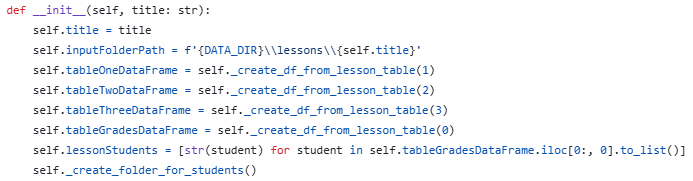 def __init__(self, title: str):
    self.title = title
    self.inputFolderPath = f'{DATA_DIR}\\lessons\\{self.title}'
    self.tableOneDataFrame = self._create_df_from_lesson_table(1)
    self.tableTwoDataFrame = self._create_df_from_lesson_table(2)
    self.tableThreeDataFrame = self._create_df_from_lesson_table(3)
    self.tableGradesDataFrame = self._create_df_from_lesson_table(0)
    self.lessonStudents = [str(student) for student in self.tableGradesDataFrame.iloc[0:, 0].to_list()]
    self._create_folder_for_students()